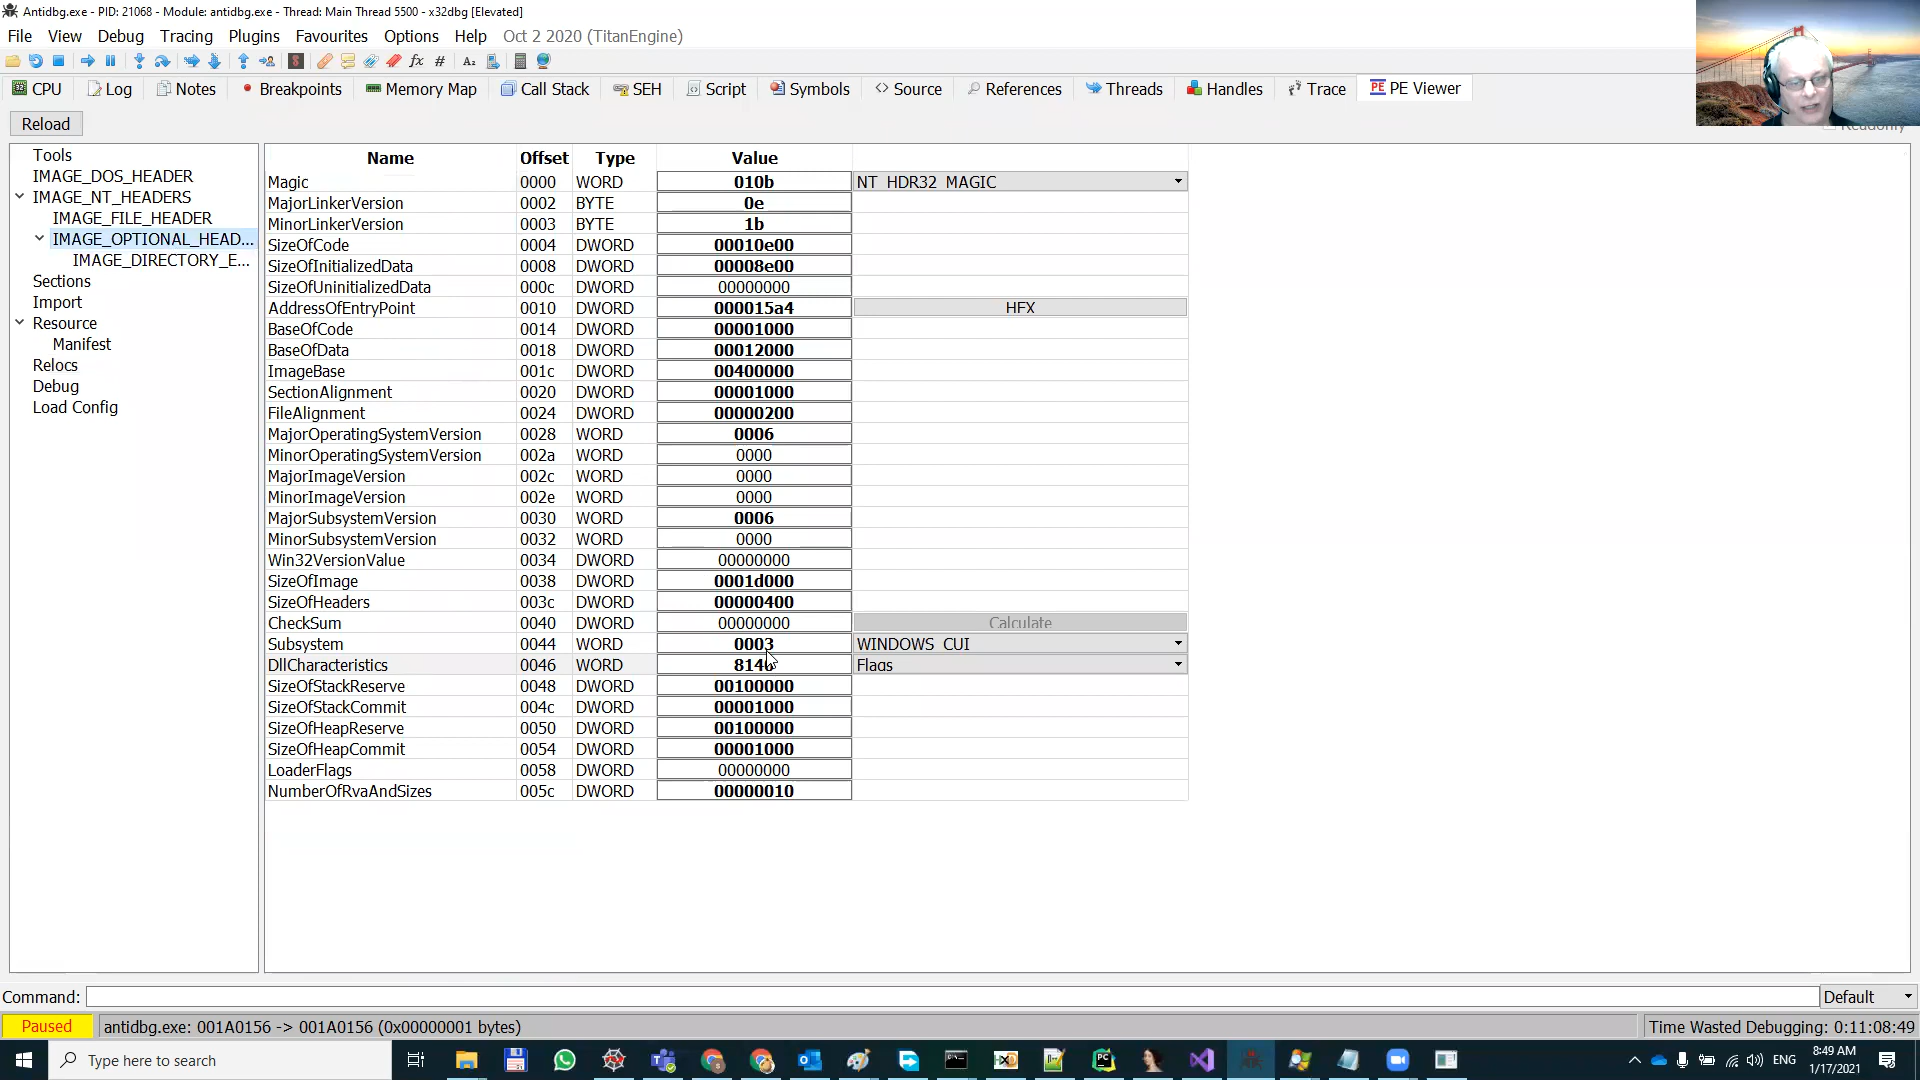 Antidbg.exe - PID: 21068 - Module: antidbg.exe - Thread: Main Thread 5500 - x32dbg [Elevated]
File View Debug Tracing Plugins Favourites Options Help Oct 2 2020 (TitanEngine)
CPU Log Notes Breakpoints Memory Map Call Stack SEH Script Symbols Source References Threads Handles Trace PE Viewer
Reload
Tools
IMAGE_DOS_HEADER
IMAGE_NT_HEADERS
IMAGE_FILE_HEADER
IMAGE_OPTIONAL_HEAD...
IMAGE_DIRECTORY_E...
Sections
Import
Resource
Manifest
Relocs
Debug
Load Config
Name Offset Type Value
Magic 0000 WORD 010b NT_HDR32_MAGIC
MajorLinkerVersion 0002 BYTE 0e
MinorLinkerVersion 0003 BYTE 1b
SizeOfCode 0004 DWORD 00010e00
SizeOfInitializedData 0008 DWORD 00008e00
SizeOfUninitializedData 000c DWORD 00000000
AddressOfEntryPoint 0010 DWORD 000015a4 HEX
BaseOfCode 0014 DWORD 00001000
BaseOfData 0018 DWORD 00012000
ImageBase 001c DWORD 00400000
SectionAlignment 0020 DWORD 00001000
FileAlignment 0024 DWORD 00000200
MajorOperatingSystemVersion 0028 WORD 0006
MinorOperatingSystemVersion 002a WORD 0000
MajorImageVersion 002c WORD 0000
MinorImageVersion 002e WORD 0000
MajorSubsystemVersion 0030 WORD 0006
MinorSubsystemVersion 0032 WORD 0000
Win32VersionValue 0034 DWORD 00000000
SizeOfImage 0038 DWORD 0001d000
SizeOfHeaders 003c DWORD 00000400
CheckSum 0040 DWORD 00000000 Calculate
Subsystem 0044 WORD 0003 WINDOWS_CUI
DllCharacteristics 0046 WORD 8140 Flags
SizeOfStackReserve 0048 DWORD 00100000
SizeOfStackCommit 004c DWORD 00001000
SizeOfHeapReserve 0050 DWORD 00100000
SizeOfHeapCommit 0054 DWORD 00001000
LoaderFlags 0058 DWORD 00000000
NumberOfRvaAndSizes 005c DWORD 00000010
Command: Default
Paused antidbg.exe: 001A0156 -> 001A0156 (0x00000001 bytes) Time Wasted Debugging: 0:11:08:49
Type here to search ENG 8:49 AM
1/17/2021